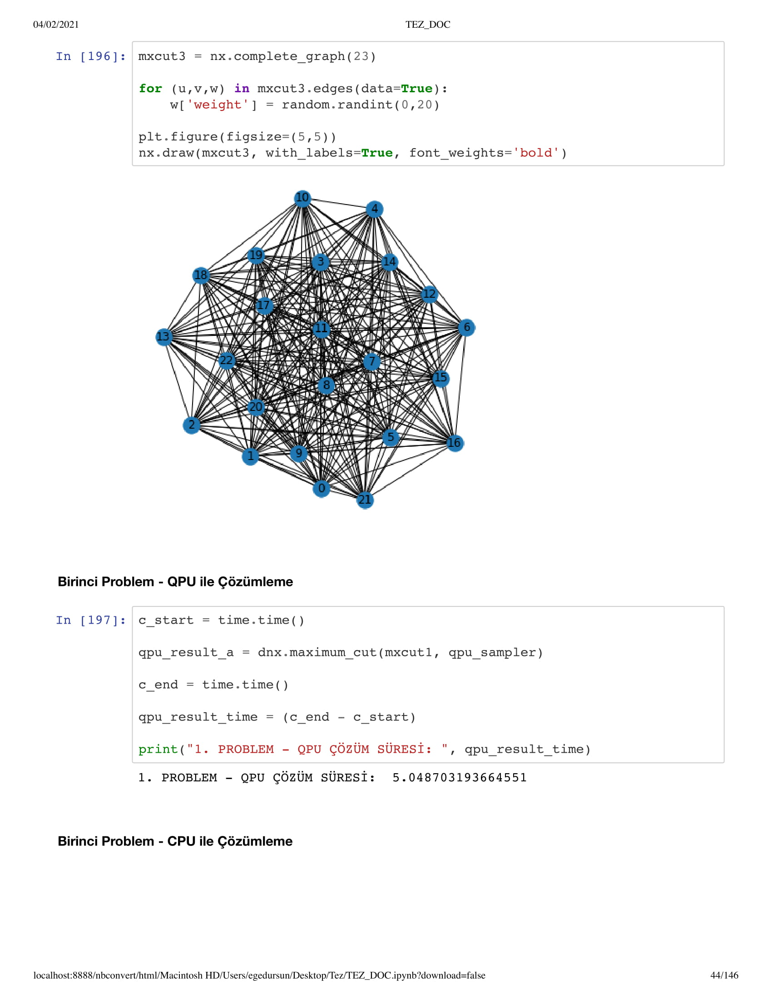 04/02/2021 TEZ_DOC
In [196]: mxcut3 = nx.complete_graph(23)
for (u,v,w) in mxcut3.edges(data=True):
    w['weight'] = random.randint(0,20)
plt.figure(figsize=(5,5))
nx.draw(mxcut3, with_labels=True, font_weights='bold')
10
4
19
3
14
18
12
17
11
6
13
22
7
15
8
20
2
5
16
1
9
0
21
Birinci Problem - QPU ile Çözümleme
In [197]: c_start = time.time()
qpu_result_a = dnx.maximum_cut(mxcut1, qpu_sampler)
c_end = time.time()
qpu_result_time = (c_end - c_start)
print("1. PROBLEM - QPU ÇÖZÜM SÜRESİ: ", qpu_result_time)
1. PROBLEM - QPU ÇÖZÜM SÜRESİ:  5.048703193664551
Birinci Problem - CPU ile Çözümleme
localhost:8888/nbconvert/html/Macintosh HD/Users/egedursun/Desktop/Tez/TEZ_DOC.ipynb?download=false 44/146